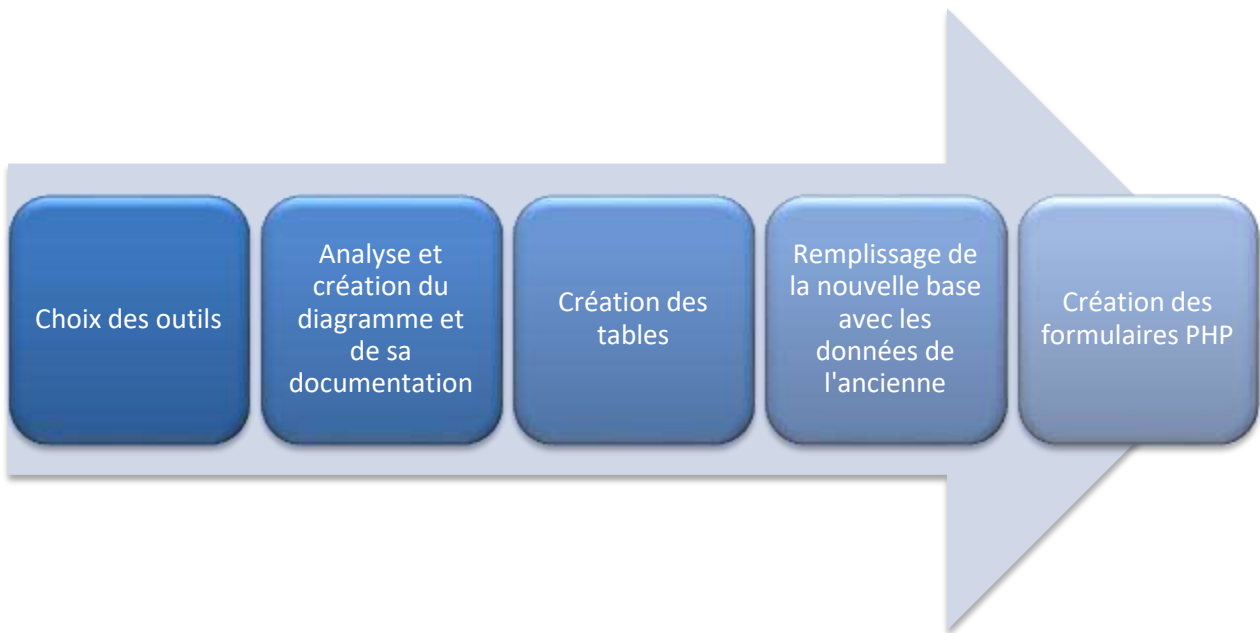 Choix des outils
Analyse et
création du
diagramme et
de sa
documentation
Création des
tables
Remplissage de
la nouvelle base
avec les
données de
l'ancienne
Création des
formulaires PHP